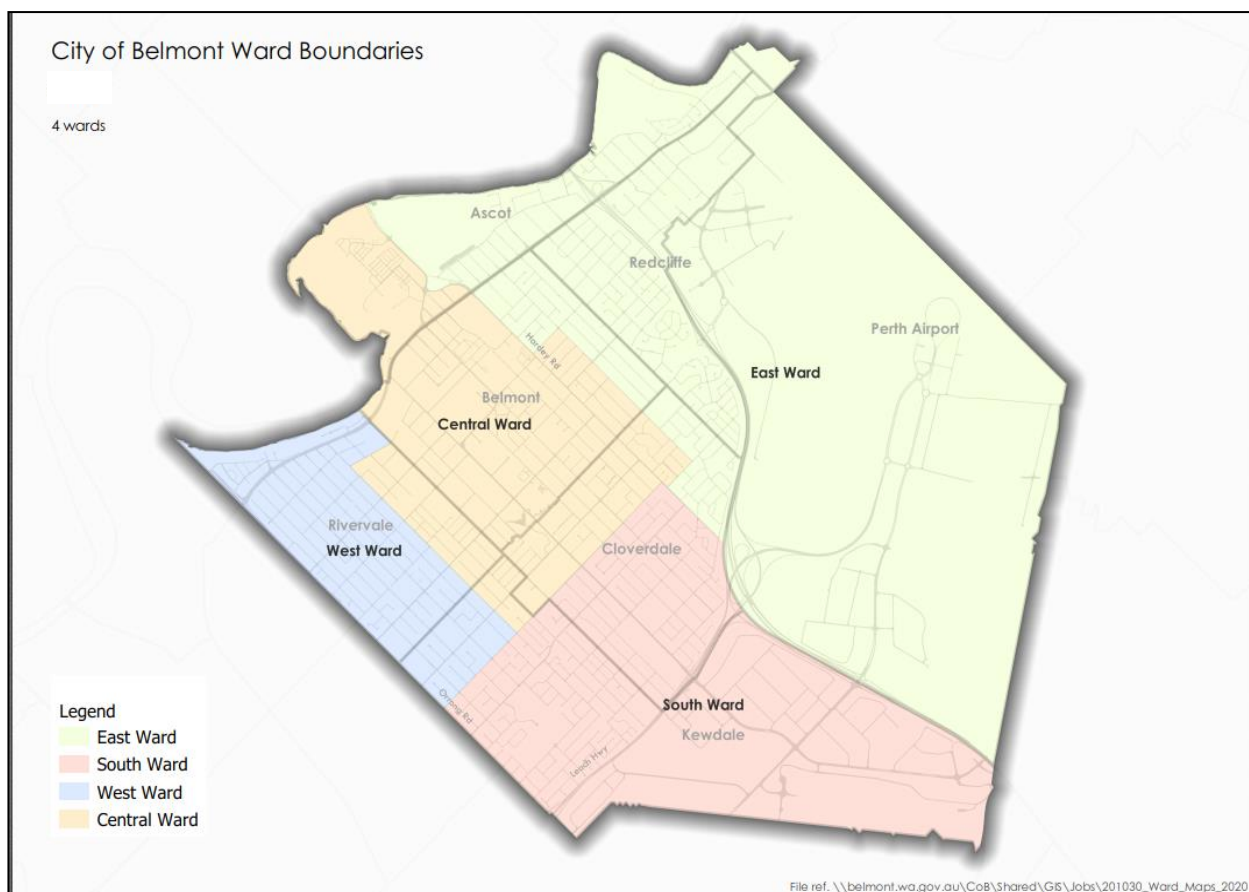 City of Belmont Ward Boundaries
4 wards
Ascot
Redcliffe
Perth Airport
Hardey Rd
East Ward
Belmont
Central Ward
Rivervale
West Ward
Cloverdale
Orrong Rd
South Ward
Kewdale
Leach Hwy
Legend
East Ward
South Ward
West Ward
Central Ward
File ref. \\belmont.wa.gov.au\CoB\Shared\GIS\Jobs\201030_Ward_Maps_2020